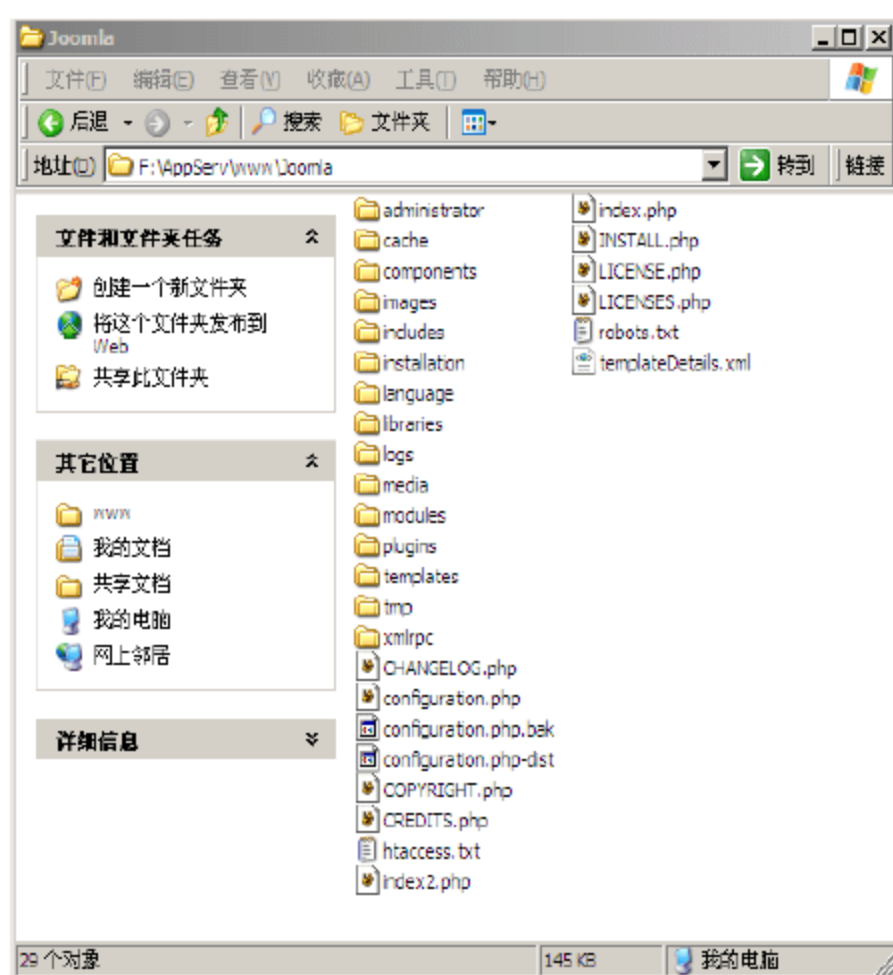 Joomla
文件(F) 编辑(E) 查看(V) 收藏(A) 工具(T) 帮助(H)
后退 搜索 文件夹
地址(D) F:\AppServ\www\Joomla 转到 链接
文件和文件夹任务
创建一个新文件夹
将这个文件夹发布到
Web
共享此文件夹
其它位置
www
我的文档
共享文档
我的电脑
网上邻居
详细信息
administrator
cache
components
images
includes
installation
language
libraries
logs
media
modules
plugins
templates
tmp
xmlrpc
CHANGELOG.php
configuration.php
configuration.php.bak
configuration.php-dist
COPYRIGHT.php
CREDITS.php
htaccess.txt
index2.php
index.php
INSTALL.php
LICENSE.php
LICENSES.php
robots.txt
templateDetails.xml
29 个对象 145 KB 我的电脑